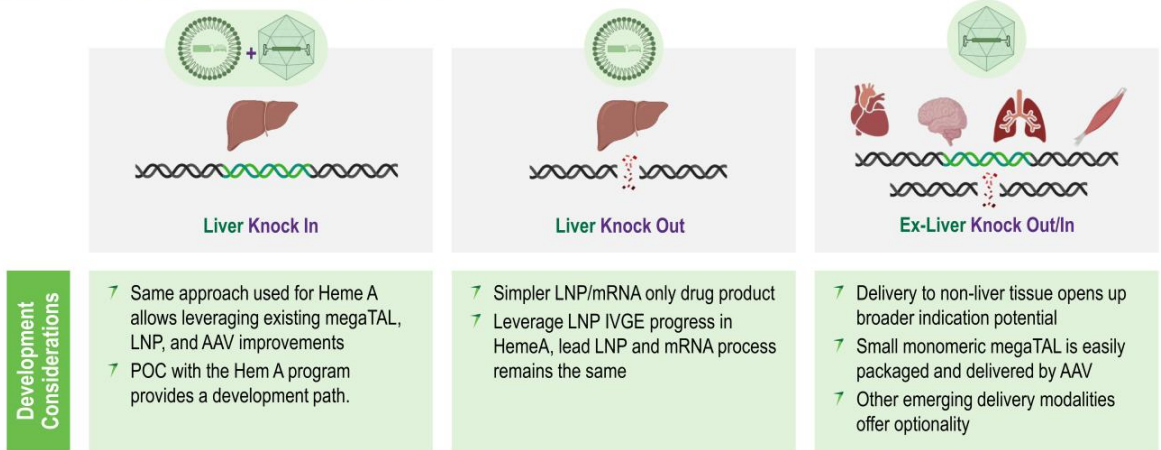 +
Liver Knock In
Liver Knock Out
Ex-Liver Knock Out/In
Development
Considerations
Same approach used for Heme A
allows leveraging existing megaTAL,
LNP, and AAV improvements
POC with the Hem A program
provides a development path.
Simpler LNP/mRNA only drug product
Leverage LNP IVGE progress in
HemeA, lead LNP and mRNA process
remains the same
Delivery to non-liver tissue opens up
broader indication potential
Small monomeric megaTAL is easily
packaged and delivered by AAV
Other emerging delivery modalities
offer optionality